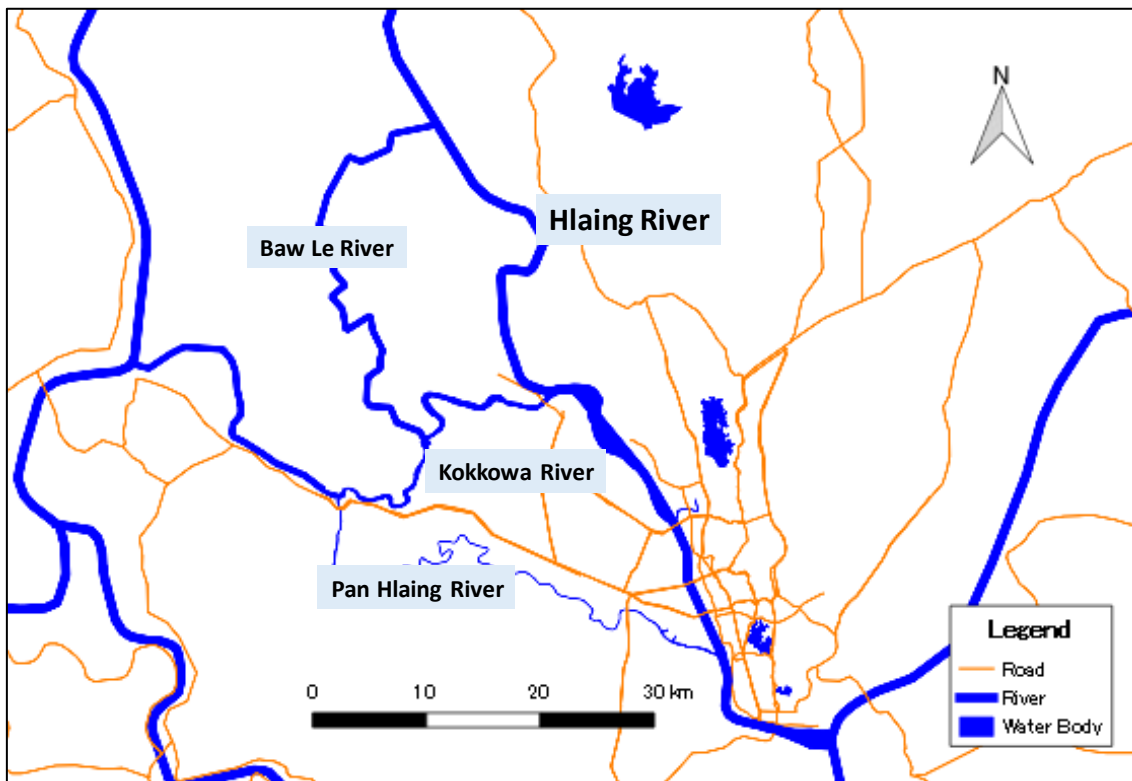 N
Hlaing River
Baw Le River
Kokkowa River
Pan Hlaing River
Legend
Road
River
Water Body
0 10 20 30 km